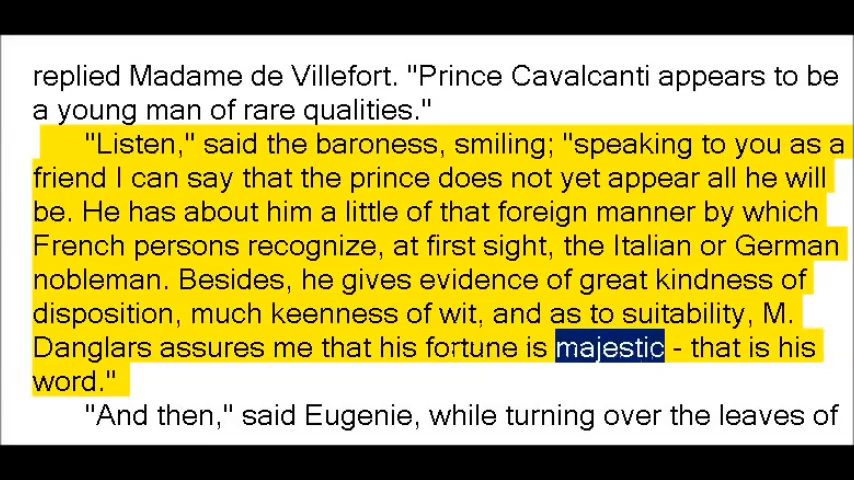 replied Madame de Villefort. "Prince Cavalcanti appears to be
a young man of rare qualities."
"Listen," said the baroness, smiling; "speaking to you as a
friend I can say that the prince does not yet appear all he will
be. He has about him a little of that foreign manner by which
French persons recognize, at first sight, the Italian or German
nobleman. Besides, he gives evidence of great kindness of
disposition, much keenness of wit, and as to suitability, M.
Danglars assures me that his fortune is majestic - that is his
word."
"And then," said Eugenie, while turning over the leaves of